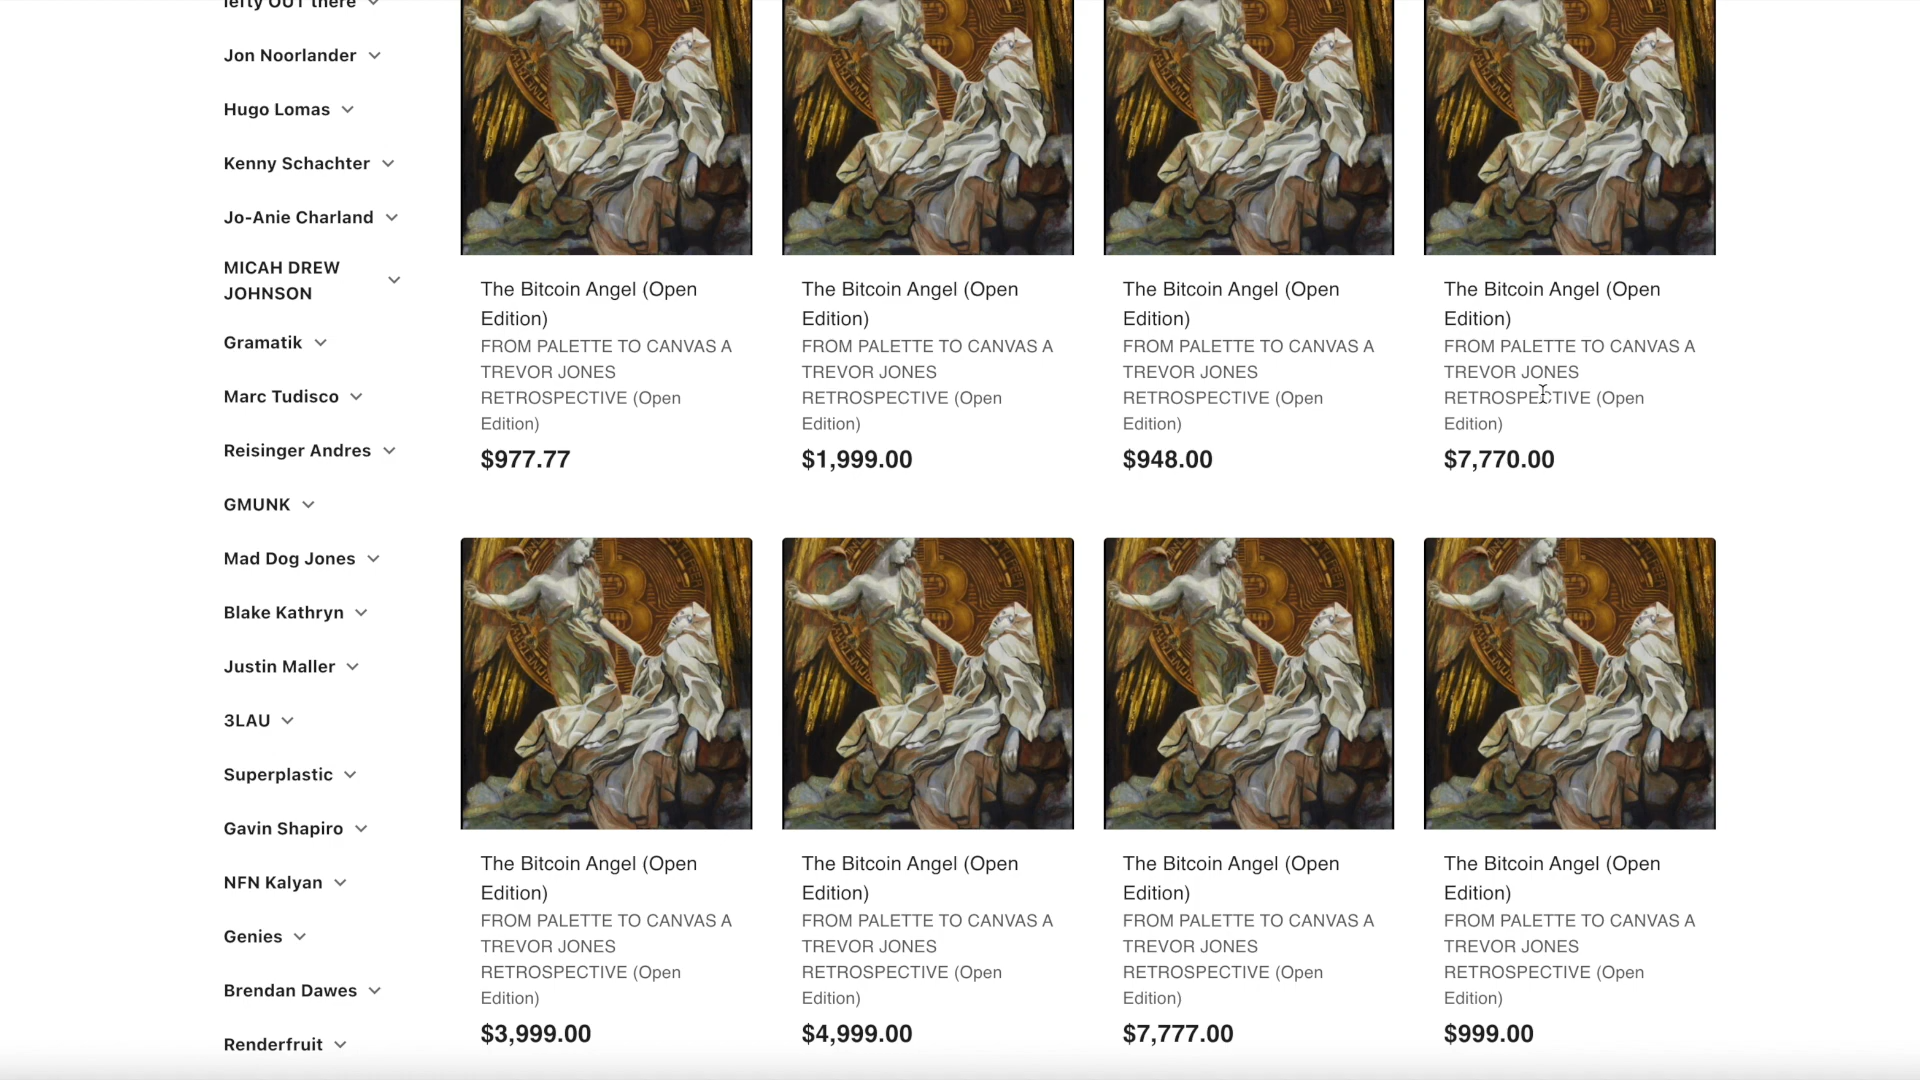 lefty OUT there
Jon Noorlander
Hugo Lomas
Kenny Schachter
Jo-Anie Charland
MICAH DREW
JOHNSON
Gramatik
Marc Tudisco
Reisinger Andres
GMUNK
Mad Dog Jones
Blake Kathryn
Justin Maller
3LAU
Superplastic
Gavin Shapiro
NFN Kalyan
Genies
Brendan Dawes
Renderfruit
The Bitcoin Angel (Open
Edition)
FROM PALETTE TO CANVAS A
TREVOR JONES
RETROSPECTIVE (Open
Edition)
$977.77
The Bitcoin Angel (Open
Edition)
FROM PALETTE TO CANVAS A
TREVOR JONES
RETROSPECTIVE (Open
Edition)
$1,999.00
The Bitcoin Angel (Open
Edition)
FROM PALETTE TO CANVAS A
TREVOR JONES
RETROSPECTIVE (Open
Edition)
$948.00
The Bitcoin Angel (Open
Edition)
FROM PALETTE TO CANVAS A
TREVOR JONES
RETROSPECTIVE (Open
Edition)
$7,770.00
The Bitcoin Angel (Open
Edition)
FROM PALETTE TO CANVAS A
TREVOR JONES
RETROSPECTIVE (Open
Edition)
$3,999.00
The Bitcoin Angel (Open
Edition)
FROM PALETTE TO CANVAS A
TREVOR JONES
RETROSPECTIVE (Open
Edition)
$4,999.00
The Bitcoin Angel (Open
Edition)
FROM PALETTE TO CANVAS A
TREVOR JONES
RETROSPECTIVE (Open
Edition)
$7,777.00
The Bitcoin Angel (Open
Edition)
FROM PALETTE TO CANVAS A
TREVOR JONES
RETROSPECTIVE (Open
Edition)
$999.00